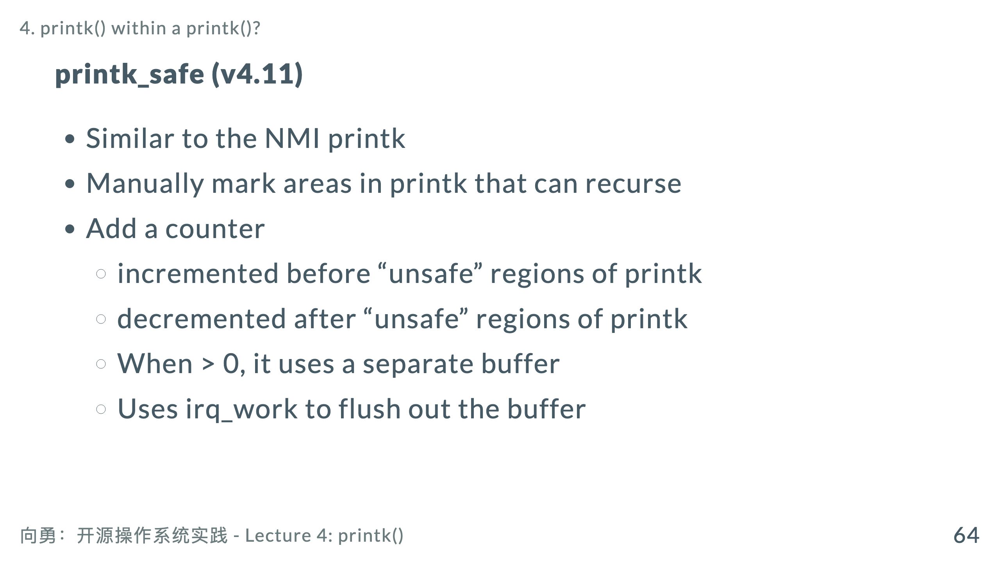 4. printk() within a printk()?
printk_safe (v4.11)
• Similar to the NMI printk
• Manually mark areas in printk that can recurse
• Add a counter
○ incremented before “unsafe” regions of printk
○ decremented after “unsafe” regions of printk
○ When > 0, it uses a separate buffer
○ Uses irq_work to flush out the buffer
向勇：开源操作系统实践 - Lecture 4: printk()
64